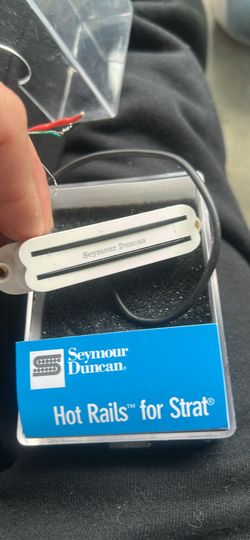 Seymour Duncan
Seymour
Duncan®
Hot Rails™ for Strat®